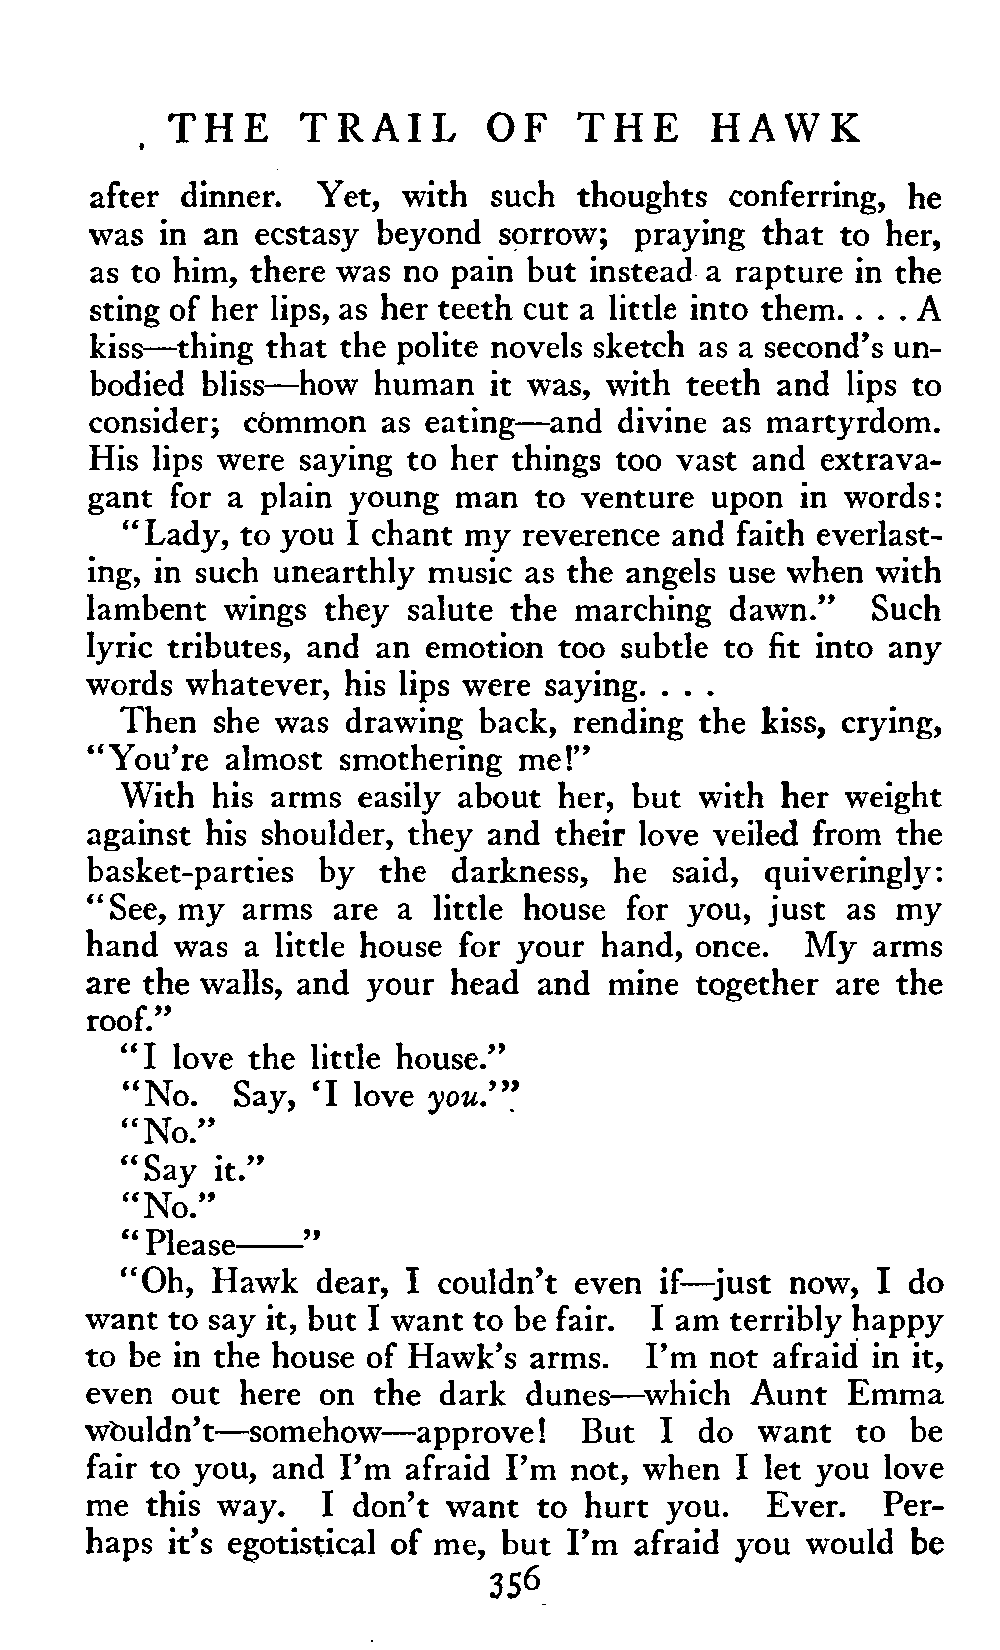 THE TRAIL OF THE HAWK
after dinner. Yet, with such thoughts conferring, he
was in an ecstasy beyond sorrow; praying that to her,
as to him, there was no pain but instead a rapture in the
sting of her lips, as her teeth cut a little into them. . . . A
kiss—thing that the polite novels sketch as a second's un-
bodied bliss—how human it was, with teeth and lips to
consider; common as eating—and divine as martyrdom.
His lips were saying to her things too vast and extrava-
gant for a plain young man to venture upon in words:
"Lady, to you I chant my reverence and faith everlast-
ing, in such unearthly music as the angels use when with
lambent wings they salute the marching dawn." Such
lyric tributes, and an emotion too subtle to fit into any
words whatever, his lips were saying. . . .
Then she was drawing back, rending the kiss, crying,
"You're almost smothering me!"
With his arms easily about her, but with her weight
against his shoulder, they and their love veiled from the
basket-parties by the darkness, he said, quiveringly:
"See, my arms are a little house for you, just as my
hand was a little house for your hand, once. My arms
are the walls, and your head and mine together are the
roof."
"I love the little house."
"No. Say, 'I love you.'"
"No."
"Say it."
"No."
"Please——"
"Oh, Hawk dear, I couldn't even if—just now, I do
want to say it, but I want to be fair. I am terribly happy
to be in the house of Hawk's arms. I'm not afraid in it,
even out here on the dark dunes—which Aunt Emma
wouldn't—somehow—approve! But I do want to be
fair to you, and I'm afraid I'm not, when I let you love
me this way. I don't want to hurt you. Ever. Per-
haps it's egotistical of me, but I'm afraid you would be
356